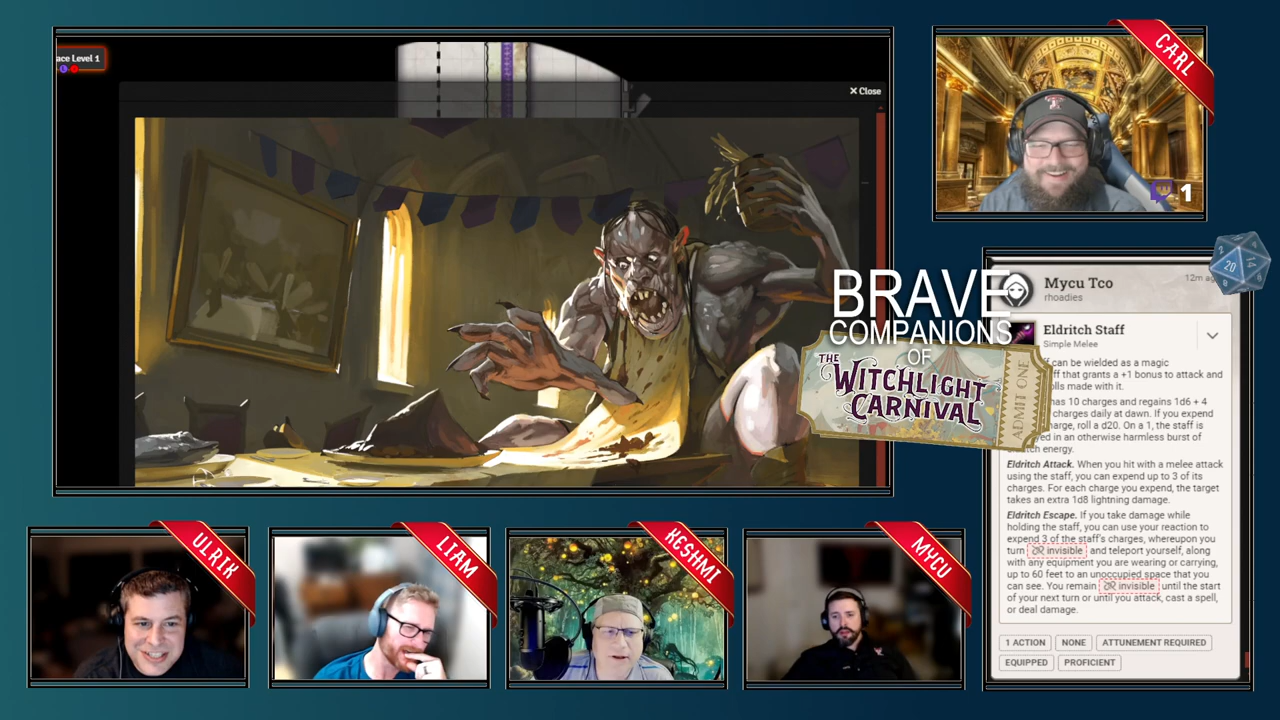 ace Level 1
Close
CARL
1
BRAVE
COMPANIONS
OF
THE
WITCHLIGHT
CARNIVAL
ADMIT ONE
20
14
8
Mycu Tco
12m ag
rhoadies
Eldritch Staff
Simple Melee
ff can be wielded as a magic
ff that grants a +1 bonus to attack and
olls made with it.
has 10 charges and regains 1d6 + 4
charges daily at dawn. If you expend
harge, roll a d20. On a 1, the staff is
yed in an otherwise harmless burst of
energy.
Eldritch Attack. When you hit with a melee attack
using the staff, you can expend up to 3 of its
charges. For each charge you expend, the target
takes an extra 1d8 lightning damage.
Eldritch Escape. If you take damage while
holding the staff, you can use your reaction to
expend 3 of the staff's charges, whereupon you
turn invisible and teleport yourself, along
with any equipment you are wearing or carrying,
up to 60 feet to an unoccupied space that you
can see. You remain invisible until the start
of your next turn or until you attack, cast a spell,
or deal damage.
1 ACTION NONE ATTUNEMENT REQUIRED
EQUIPPED PROFICIENT
ULRIK
LIAM
KESHMI
MYCU